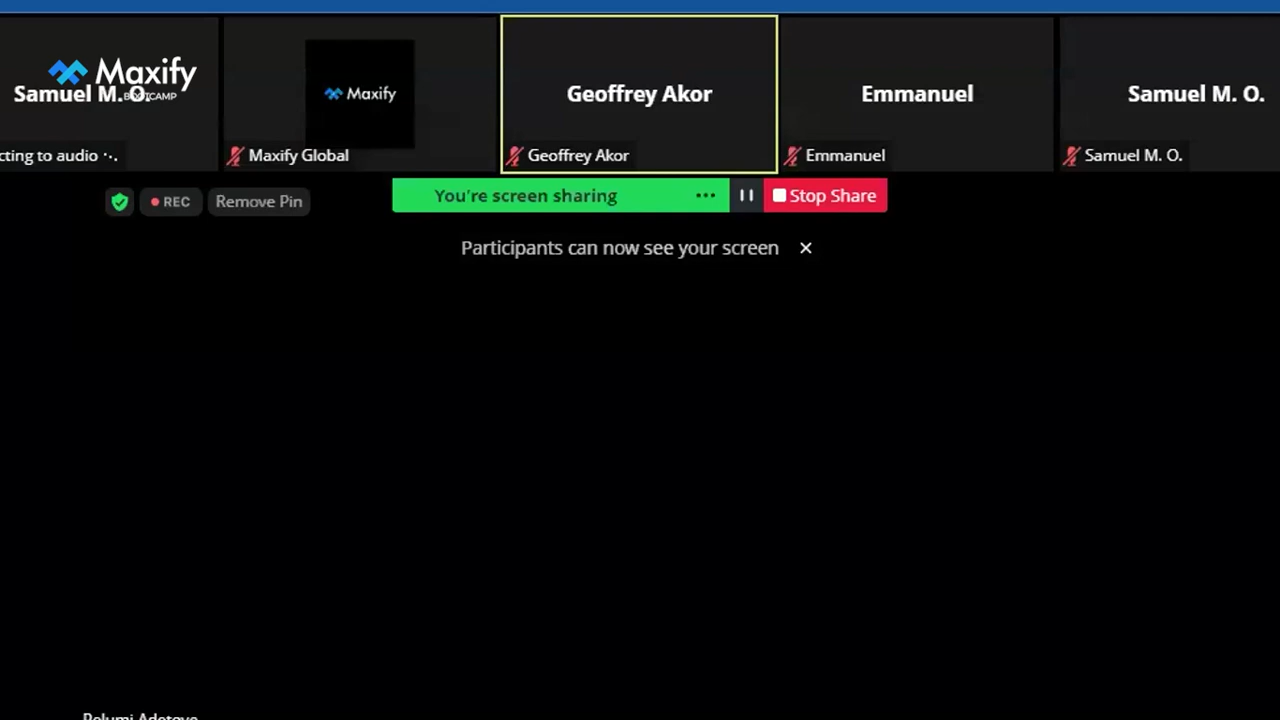 Maxify
BOOTCAMP
Samuel M. O.
cting to audio
Maxify
Maxify Global
Geoffrey Akor
Geoffrey Akor
Emmanuel
Emmanuel
Samuel M. O.
Samuel M. O.
REC
Remove Pin
You're screen sharing
Stop Share
Participants can now see your screen